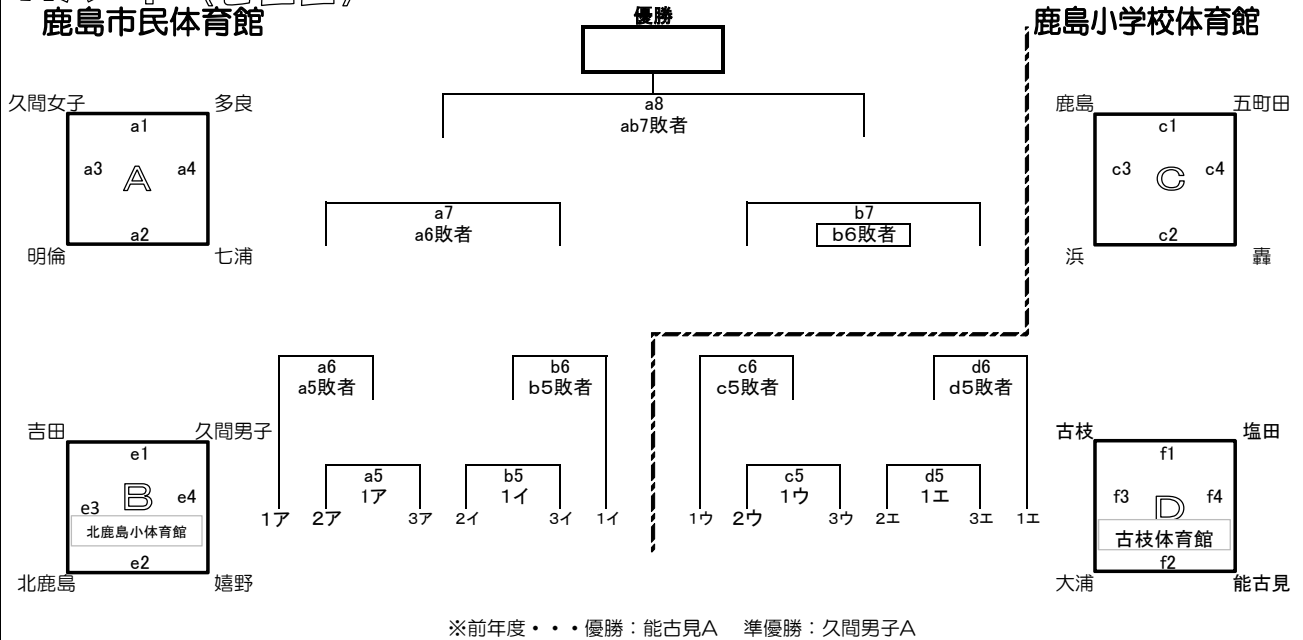 鹿島市民体育館
優勝
鹿島小学校体育館
久間女子 多良
a1
a3 A a4
a2
明倫 七浦
a8
ab7敗者
a7
a6敗者
b7
b6敗者
鹿島 五町田
c1
c3 C c4
c2
浜 轟
a6
a5敗者
b6
b5敗者
c6
c5敗者
d6
d5敗者
吉田 久間男子
e1
e3 B e4
北鹿島小体育館
e2
北鹿島 嬉野
a5
1ア
b5
1イ
c5
1ウ
d5
1エ
1ア 2ア 3ア 2イ 3イ 1イ 1ウ 2ウ 3ウ 2エ 3エ 1エ
古枝 塩田
f1
f3 D f4
古枝体育館
f2
大浦 能古見
※前年度・・・優勝：能古見A 準優勝：久間男子A